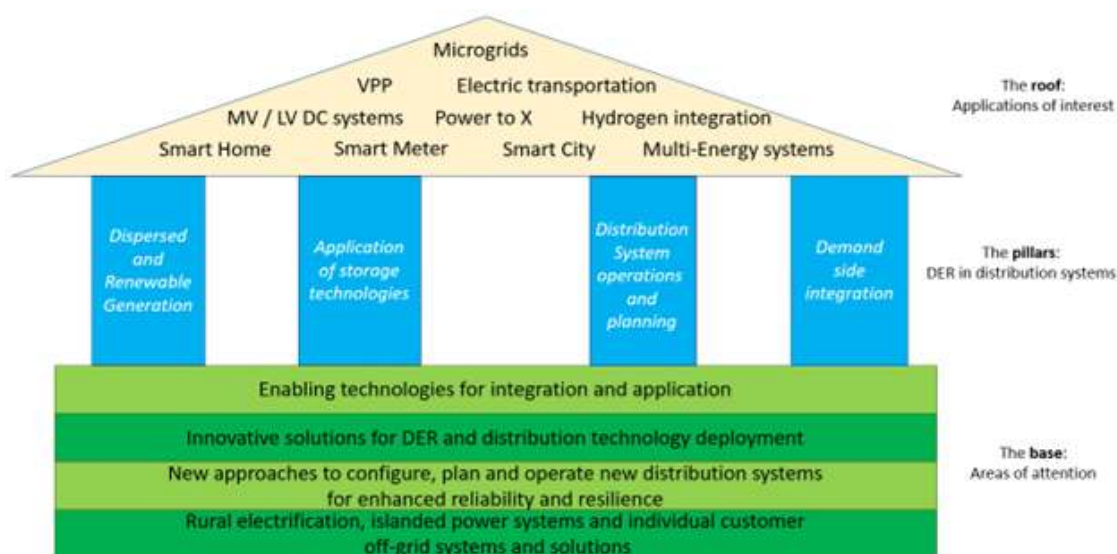 Microgrids
VPP Electric transportation
MV / LV DC systems Power to X Hydrogen integration
Smart Home Smart Meter Smart City Multi-Energy systems
The roof:
Applications of interest
Dispersed
and
Renewable
Generation
Application
of storage
technologies
Distribution
System
operations
and
planning
Demand
side
integration
The pillars:
DER in distribution systems
Enabling technologies for integration and application
Innovative solutions for DER and distribution technology deployment
New approaches to configure, plan and operate new distribution systems
for enhanced reliability and resilience
Rural electrification, islanded power systems and individual customer
off-grid systems and solutions
The base:
Areas of attention